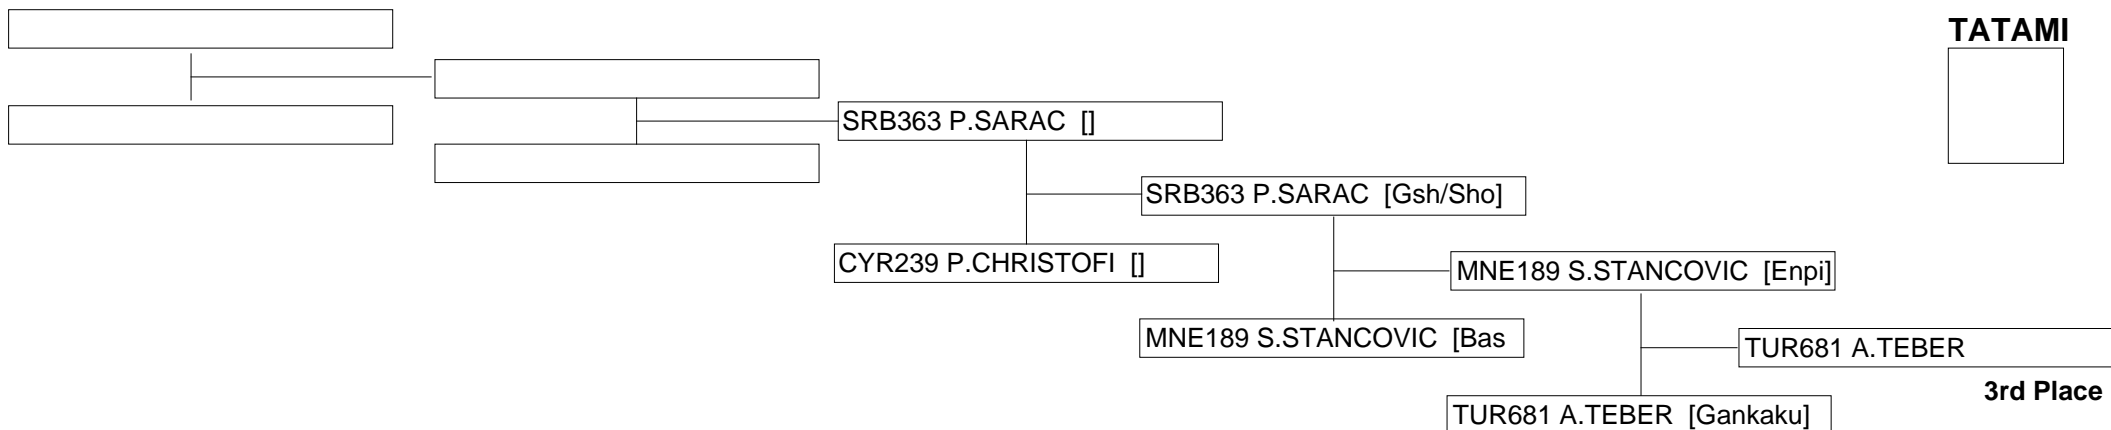 TATAMI
SRB363 P.SARAC []
SRB363 P.SARAC [Gsh/Sho]
CYR239 P.CHRISTOFI []
MNE189 S.STANCOVIC [Enpi]
MNE189 S.STANCOVIC [Bas
TUR681 A.TEBER
3rd Place
TUR681 A.TEBER [Gankaku]